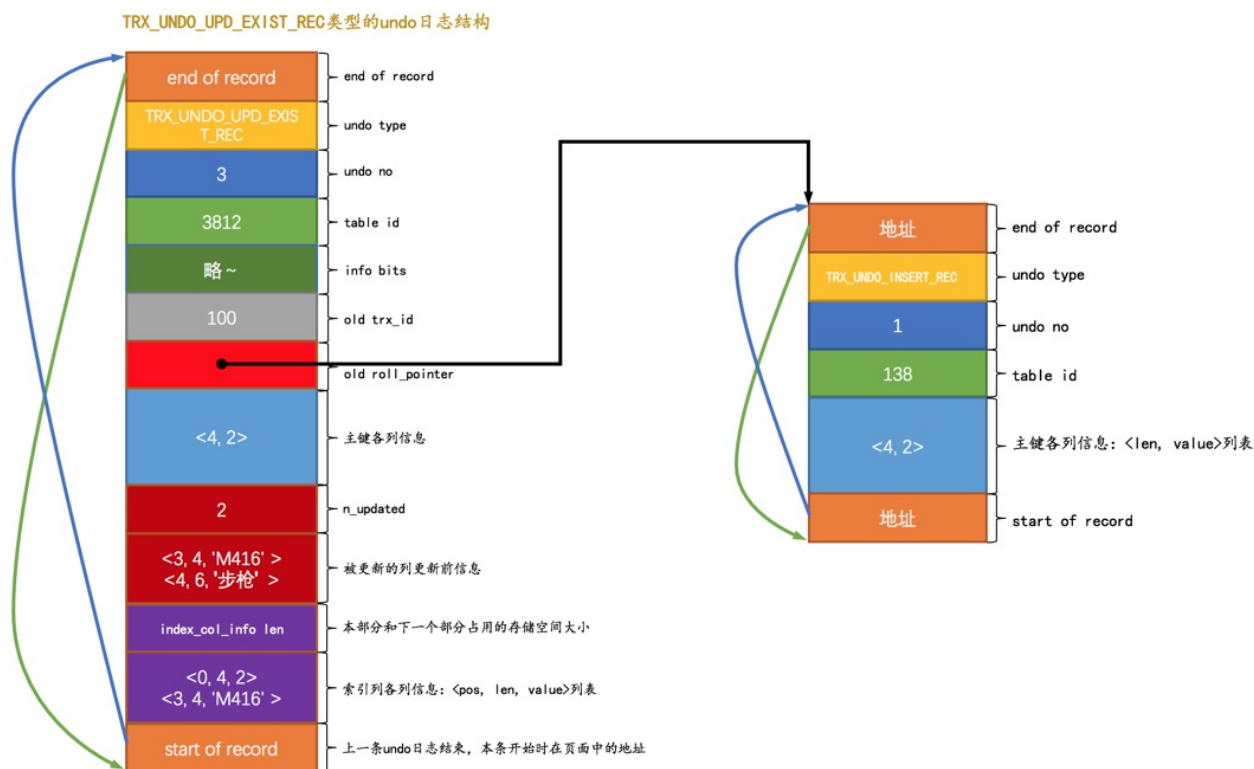 TRX_UNDO_UPD_EXIST_REC类型的undo日志结构
end of record
end of record
TRX_UNDO_UPD_EXIS
T_REC
undo type
3
undo no
3812
table id
略~
info bits
100
old trx_id
old roll_pointer
<4, 2>
主键各列信息
2
n_updated
<3, 4, 'M416' >
<4, 6, '步枪' >
被更新的列更新前信息
index_col_info len
本部分和下一个部分占用的存储空间大小
<0, 4, 2>
<3, 4, 'M416' >
索引列各列信息: <pos, len, value>列表
start of record
上一条undo日志结束, 本条开始时在页面中的地址
地址
end of record
TRX_UNDO_INSERT_REC
undo type
1
undo no
138
table id
<4, 2>
主键各列信息: <len, value>列表
地址
start of record